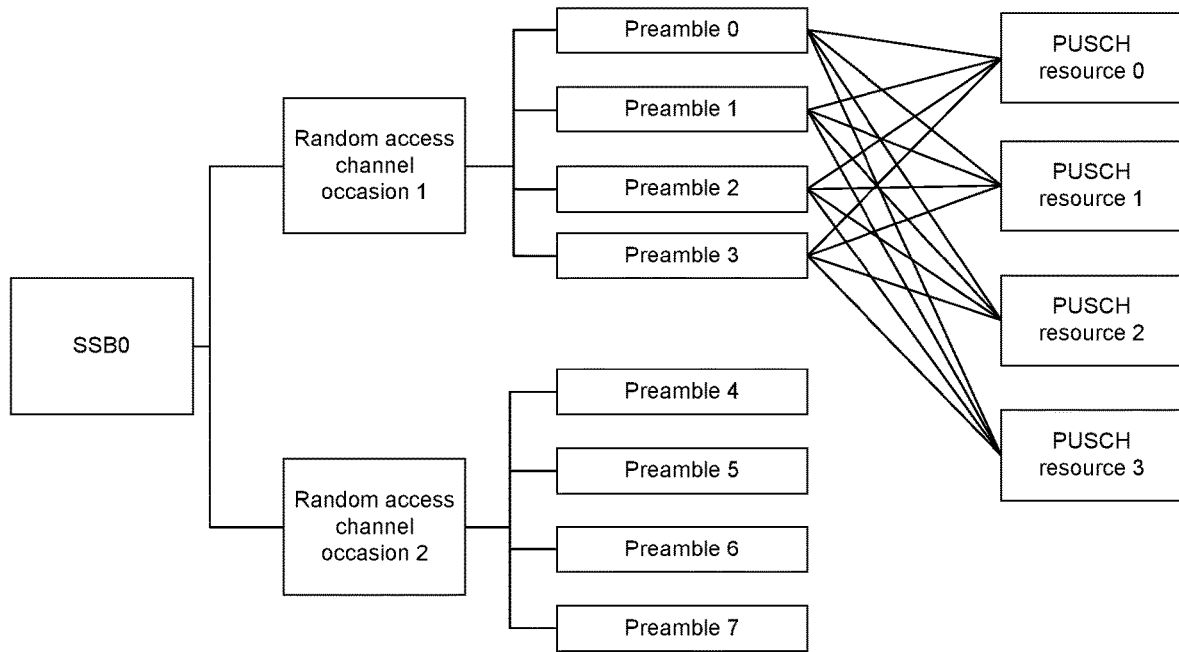 SSB0
Random access
channel
occasion 1
Random access
channel
occasion 2
Preamble 0
Preamble 1
Preamble 2
Preamble 3
Preamble 4
Preamble 5
Preamble 6
Preamble 7
PUSCH
resource 0
PUSCH
resource 1
PUSCH
resource 2
PUSCH
resource 3